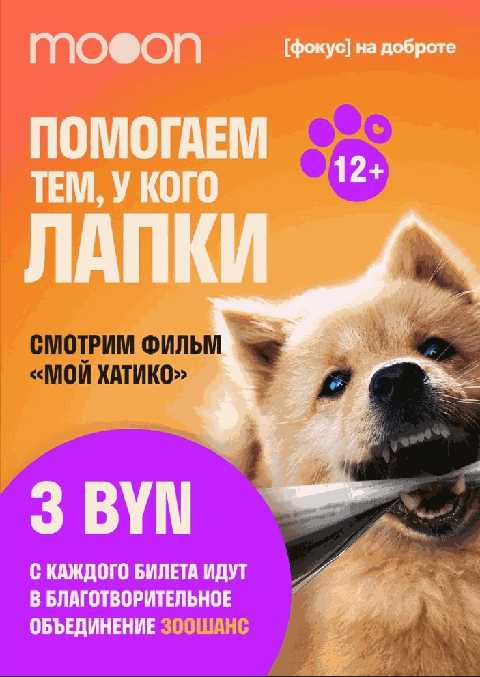 mooon
[фокус] на доброте
ПОМОГАЕМ
ТЕМ, У КОГО
ЛАПКИ
12+
СМОТРИМ ФИЛЬМ
«МОЙ ХАТИКО»
3 BYN
С КАЖДОГО БИЛЕТА ИДУТ
В БЛАГОТВОРИТЕЛЬНОЕ
ОБЪЕДИНЕНИЕ ЗООШАНС